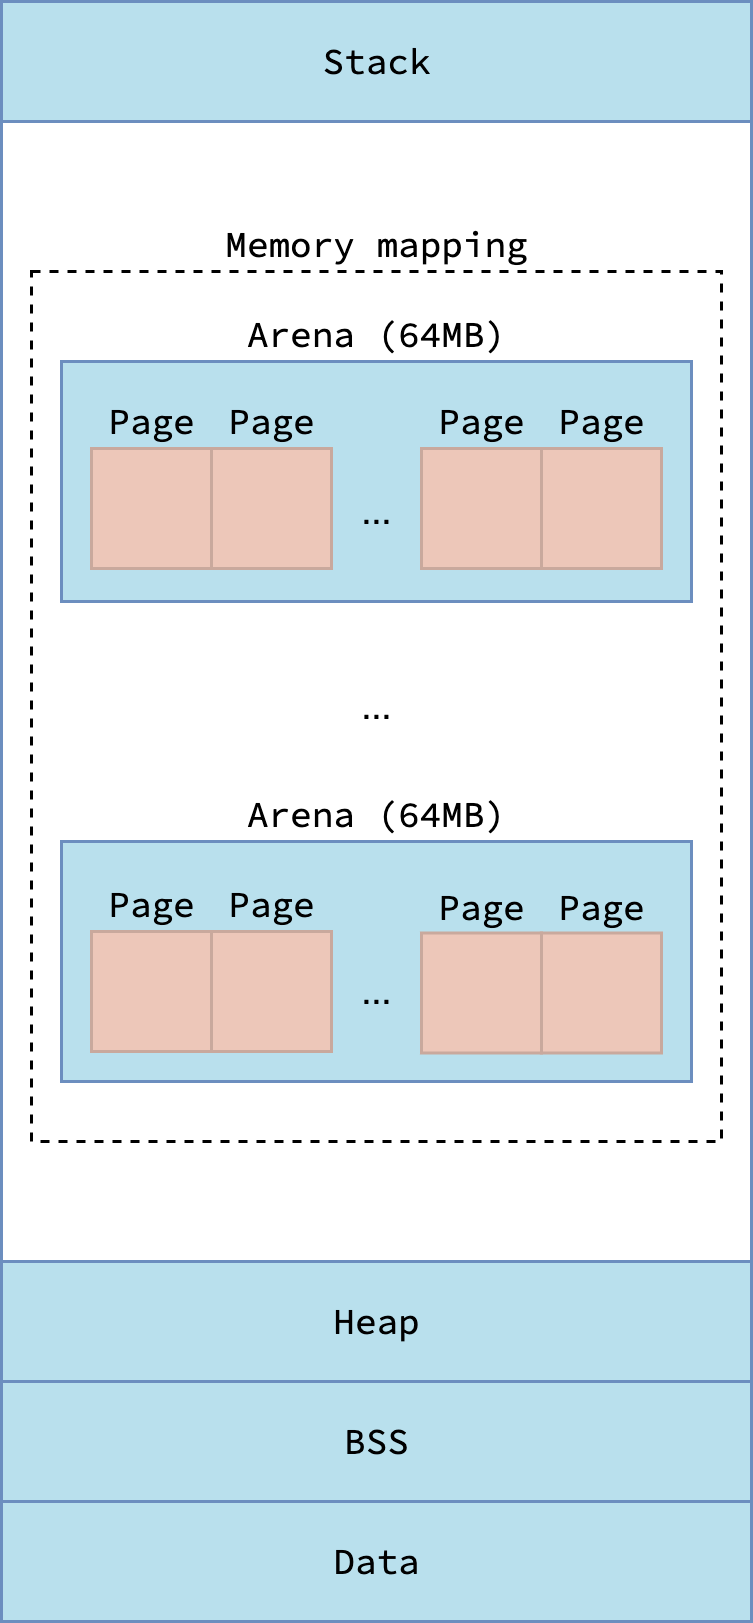 Stack
Memory mapping
Arena (64MB)
Page Page Page Page
...
...
Arena (64MB)
Page Page Page Page
...
Heap
BSS
Data